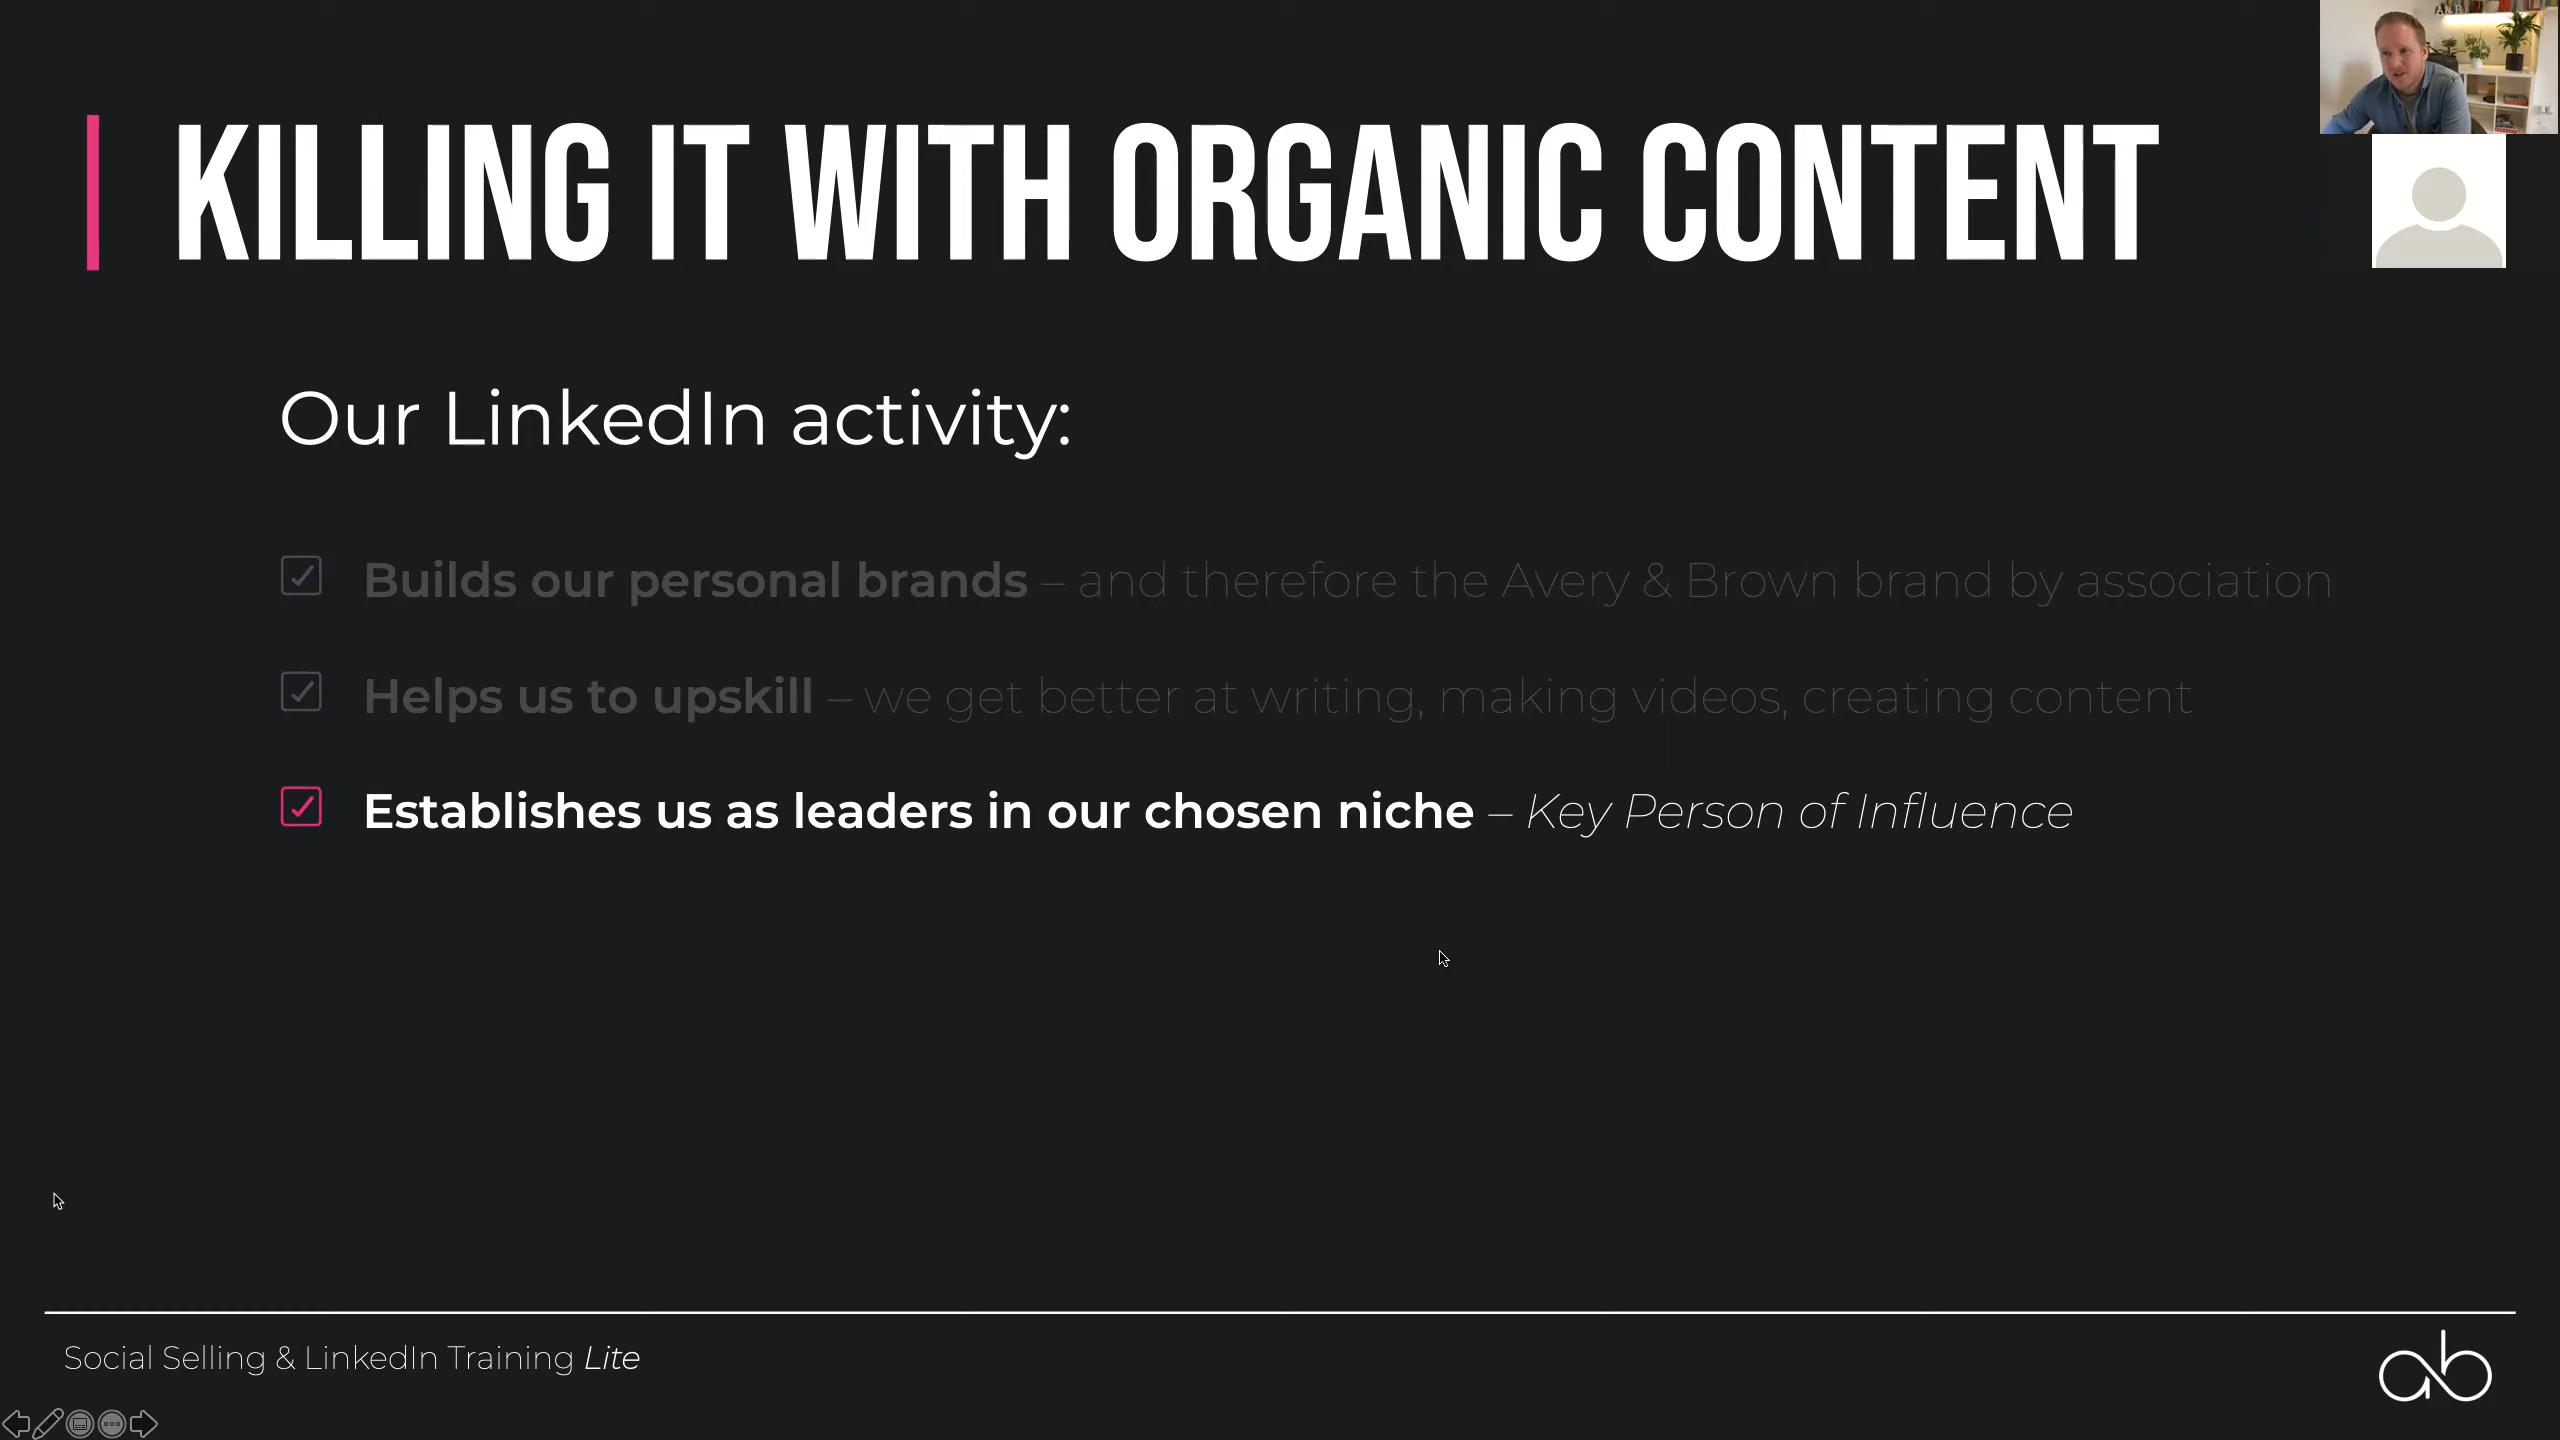 KILLING IT WITH ORGANIC CONTENT
Our LinkedIn activity:
Builds our personal brands – and therefore the Avery & Brown brand by association
Helps us to upskill – we get better at writing, making videos, creating content
Establishes us as leaders in our chosen niche – Key Person of Influence
Social Selling & LinkedIn Training Lite
ab